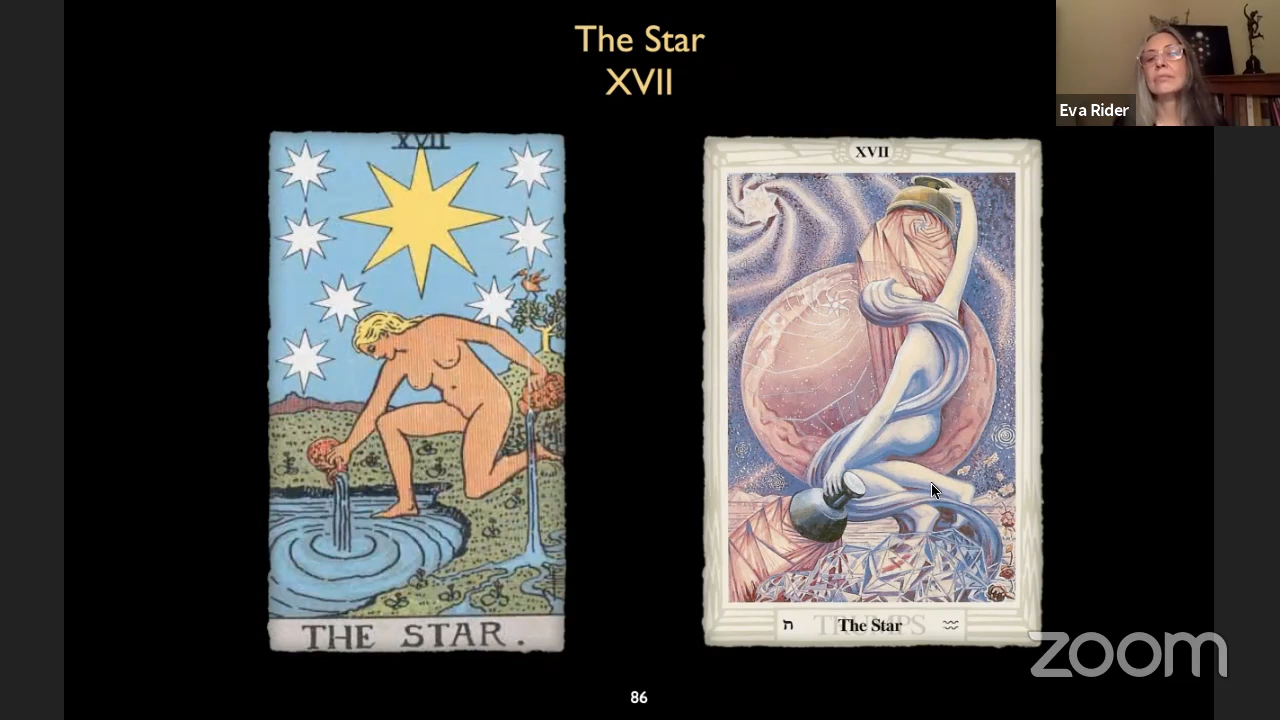 The Star
XVII
Eva Rider
XVII
THE STAR.
XVII
ה
TRUMPS
The Star
zoom
86